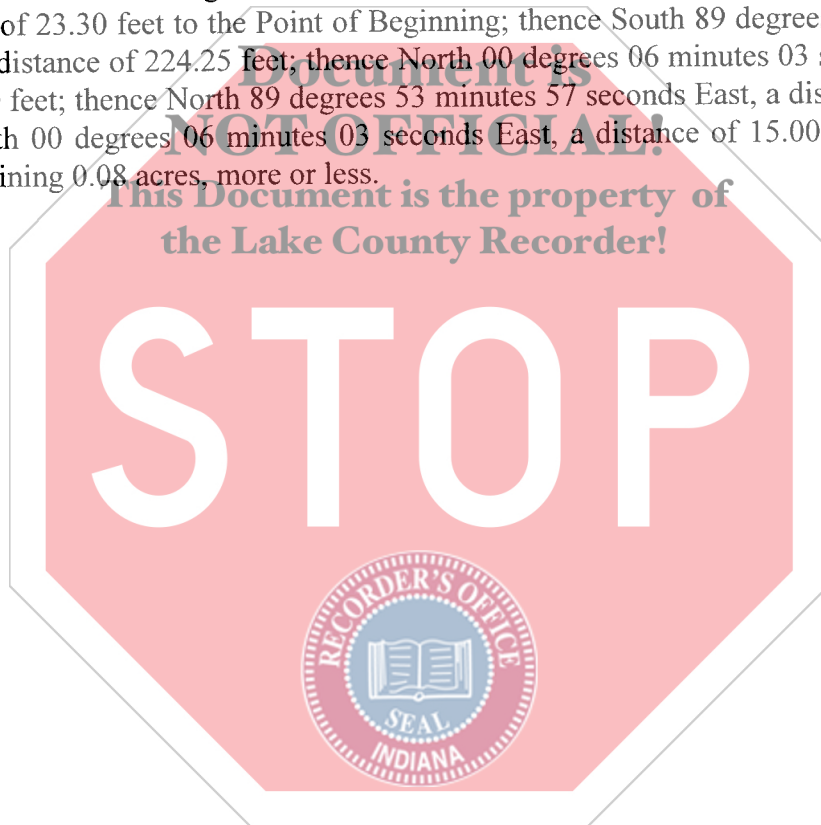 of 23.30 feet to the Point of Beginning; thence South 89 degree
distance of 224.25 feet; thence North 00 degrees 06 minutes 03
Document is
feet; thence North 89 degrees 53 minutes 57 seconds East, a dis
NOT OFFICIAL!
th 00 degrees 06 minutes 03 seconds East, a distance of 15.00
ining 0.08 acres, more or less.
This Document is the property of
the Lake County Recorder!
STOP
RECORDER'S OFFICE
SEAL
INDIANA